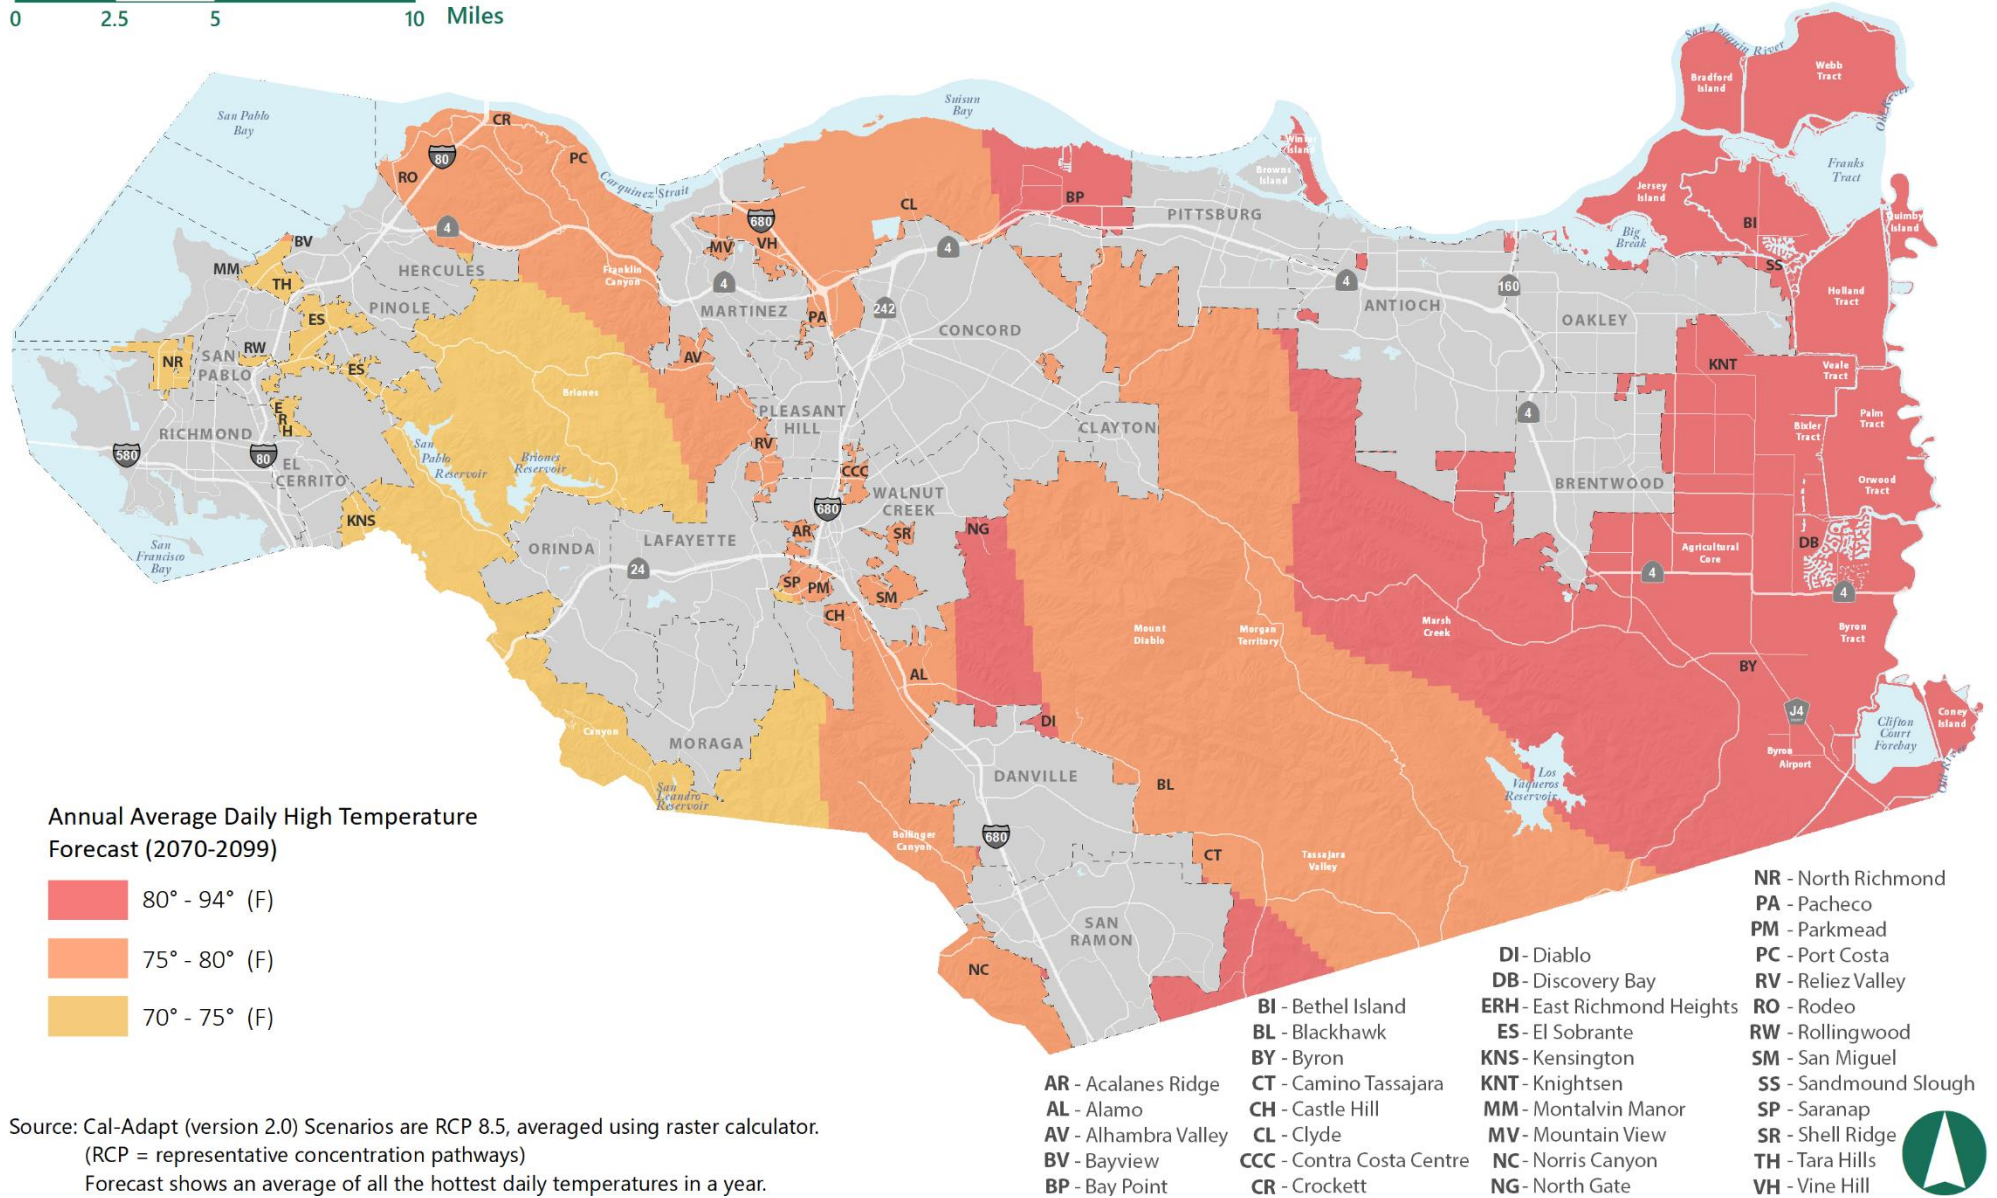 0 2.5 5 10 Miles
San Joaquin River
Webb
Tract
Bradford
Island
Old River
Suisun
Bay
San Pablo
Bay
CR
80
PC
RO
Carquinez Strait
Winter
Island
Browns
Island
Franks
Tract
Jersey
Island
BP
CL
PITTSBURG
680
4
BI
Quimby
Island
Big
Break
BV
MV
VH
4
MM
HERCULES
Franklin
Canyon
SS
TH
4
4
160
Holland
Tract
PINOLE
MARTINEZ
242
ANTIOCH
OAKLEY
ES
PA
CONCORD
RW
NR
SAN
PABLO
AV
ES
KNT
Veale
Tract
Briones
E
R
H
PLEASANT
HILL
4
Palm
Tract
CLAYTON
Bixler
Tract
RICHMOND
580
80
San
Pablo
Reservoir
RV
Briones
Reservoir
CCC
EL
CERRITO
Orwood
Tract
BRENTWOOD
WALNUT
CREEK
680
KNS
NG
AR
SR
ORINDA
LAFAYETTE
DB
Agricultural
Core
San
Francisco
Bay
24
4
SP
PM
SM
4
CH
Mount
Diablo
Morgan
Territory
Marsh
Creek
Byron
Tract
BY
AL
J4
DI
Coney
Island
Clifton
Court
Forebay
Canyon
MORAGA
Byron
Airport
Old River
DANVILLE
BL
Los
Vaqueros
Reservoir
San
Leandro
Reservoir
680
Bollinger
Canyon
CT
Tassajara
Valley
SAN
RAMON
NC
Annual Average Daily High Temperature
Forecast (2070-2099)
80° - 94° (F)
75° - 80° (F)
70° - 75° (F)
AR - Acalanes Ridge
AL - Alamo
AV - Alhambra Valley
BV - Bayview
BP - Bay Point
BI - Bethel Island
BL - Blackhawk
BY - Byron
CT - Camino Tassajara
CH - Castle Hill
CL - Clyde
CCC - Contra Costa Centre
CR - Crockett
DI - Diablo
DB - Discovery Bay
ERH - East Richmond Heights
ES - El Sobrante
KNS - Kensington
KNT - Knightsen
MM - Montalvin Manor
MV - Mountain View
NC - Norris Canyon
NG - North Gate
NR - North Richmond
PA - Pacheco
PM - Parkmead
PC - Port Costa
RV - Reliez Valley
RO - Rodeo
RW - Rollingwood
SM - San Miguel
SS - Sandmound Slough
SP - Saranap
SR - Shell Ridge
TH - Tara Hills
VH - Vine Hill
Source: Cal-Adapt (version 2.0) Scenarios are RCP 8.5, averaged using raster calculator.
(RCP = representative concentration pathways)
Forecast shows an average of all the hottest daily temperatures in a year.